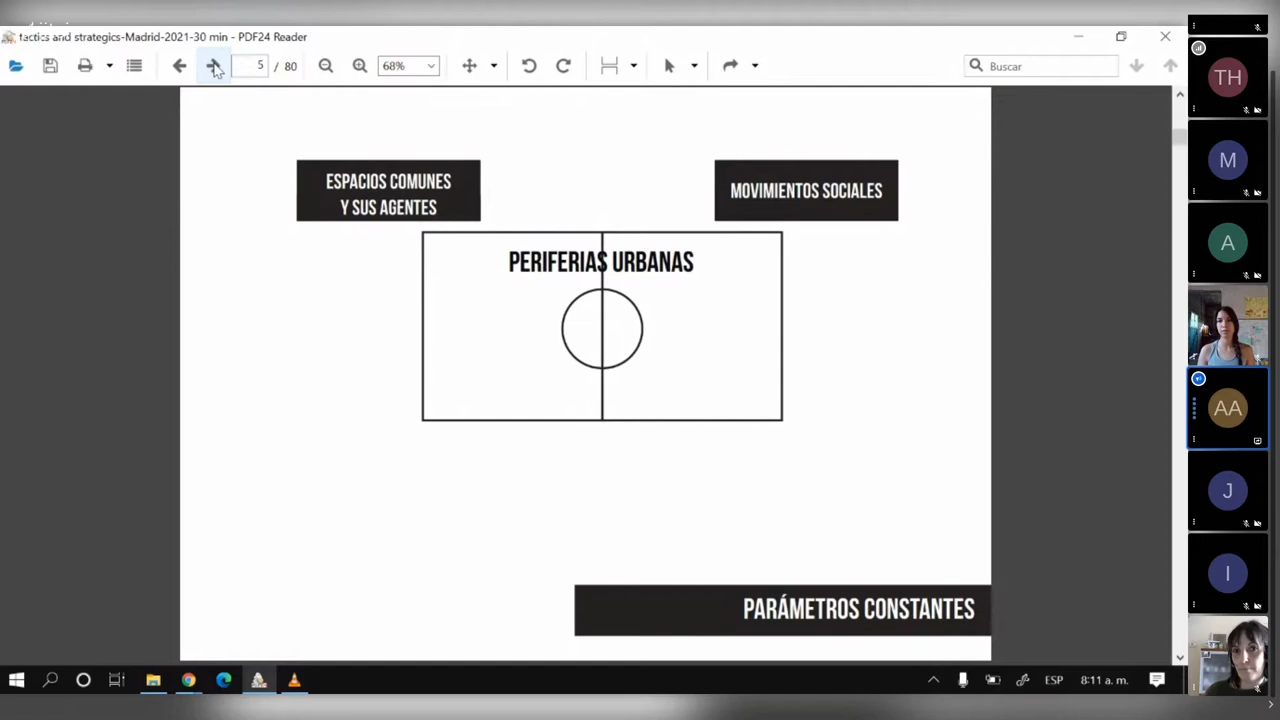 tactics and strategics-Madrid-2021-30 min - PDF24 Reader
5 / 80
68%
Buscar
ESPACIOS COMUNES
Y SUS AGENTES
MOVIMIENTOS SOCIALES
PERIFERIAS URBANAS
PARÁMETROS CONSTANTES
TH
M
A
AA
J
I
ESP
8:11 a. m.